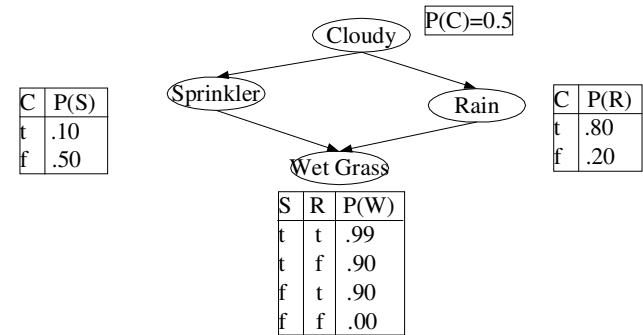 Cloudy
P(C)=0.5
Sprinkler
Rain
C P(S)
t .10
f .50
C P(R)
t .80
f .20
Wet Grass
S R P(W)
t t .99
t f .90
f t .90
f f .00